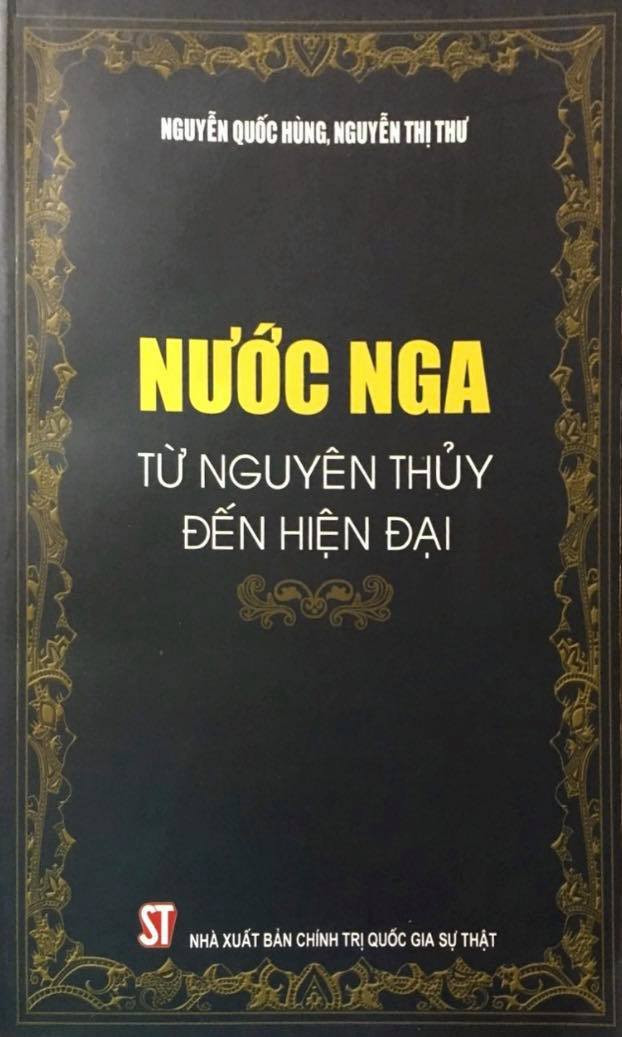 NGUYỄN QUỐC HÙNG, NGUYỄN THỊ THƯ
NƯỚC NGA
TỪ NGUYÊN THỦY
ĐẾN HIỆN ĐẠI
ST
NHÀ XUẤT BẢN CHÍNH TRỊ QUỐC GIA SỰ THẬT